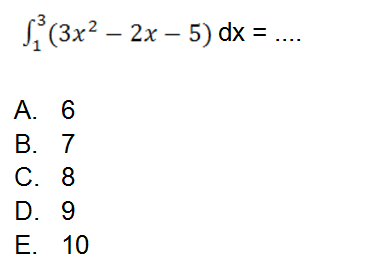 ∫₁³(3x² – 2x – 5) dx = ....
A. 6
B. 7
C. 8
D. 9
E. 10